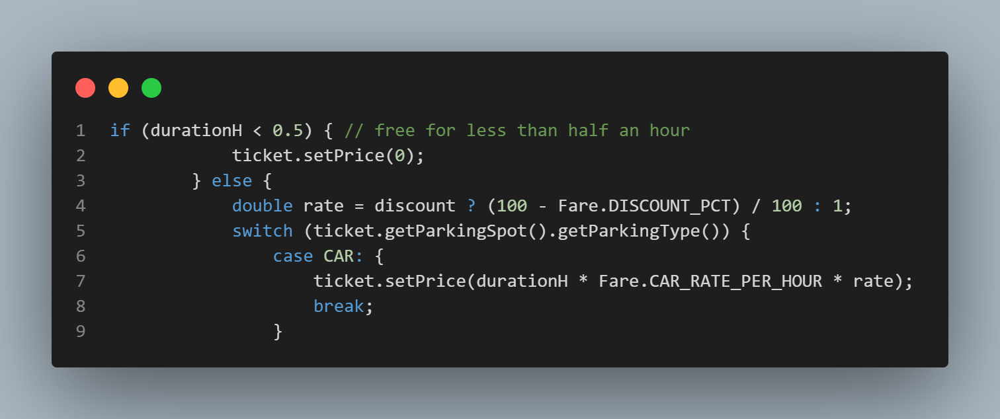 1 if (durationH < 0.5) { // free for less than half an hour
2             ticket.setPrice(0);
3         } else {
4             double rate = discount ? (100 - Fare.DISCOUNT_PCT) / 100 : 1;
5             switch (ticket.getParkingSpot().getParkingType()) {
6                 case CAR: {
7                     ticket.setPrice(durationH * Fare.CAR_RATE_PER_HOUR * rate);
8                     break;
9                 }